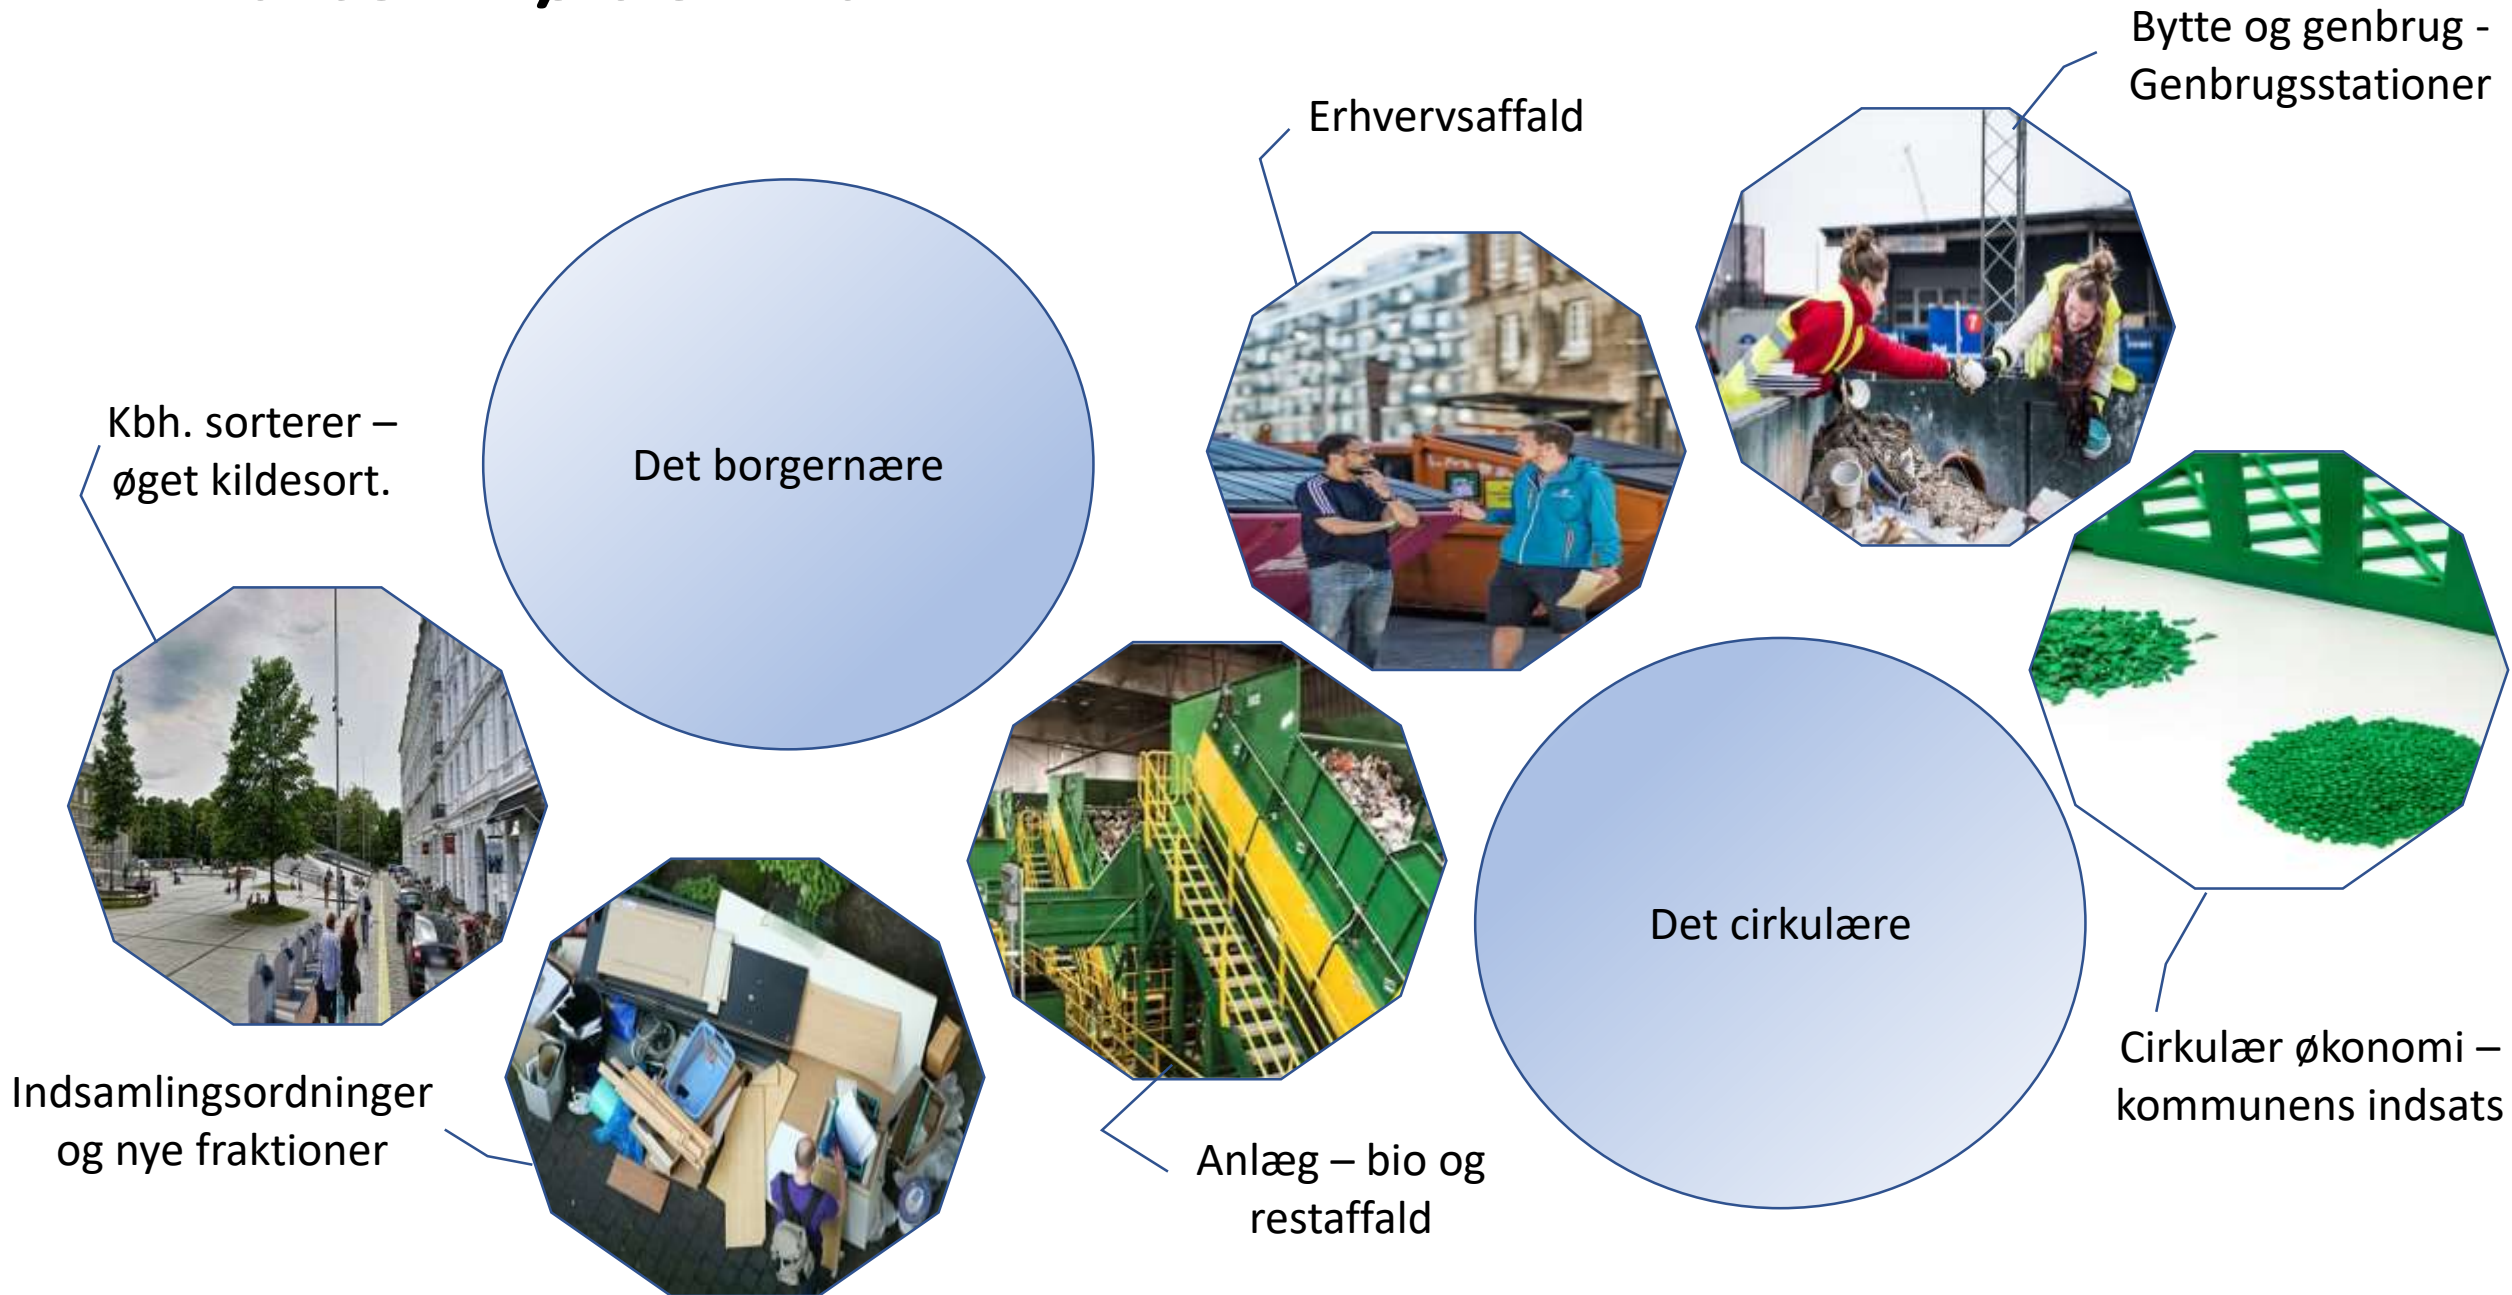 Bytte og genbrug -
Genbrugsstationer
Erhvervsaffald
Det borgernære
Kbh. sorterer –
øget kildesort.
Det cirkulære
Indsamlingsordninger
og nye fraktioner
Anlæg – bio og
restaffald
Cirkulær økonomi –
kommunens indsats